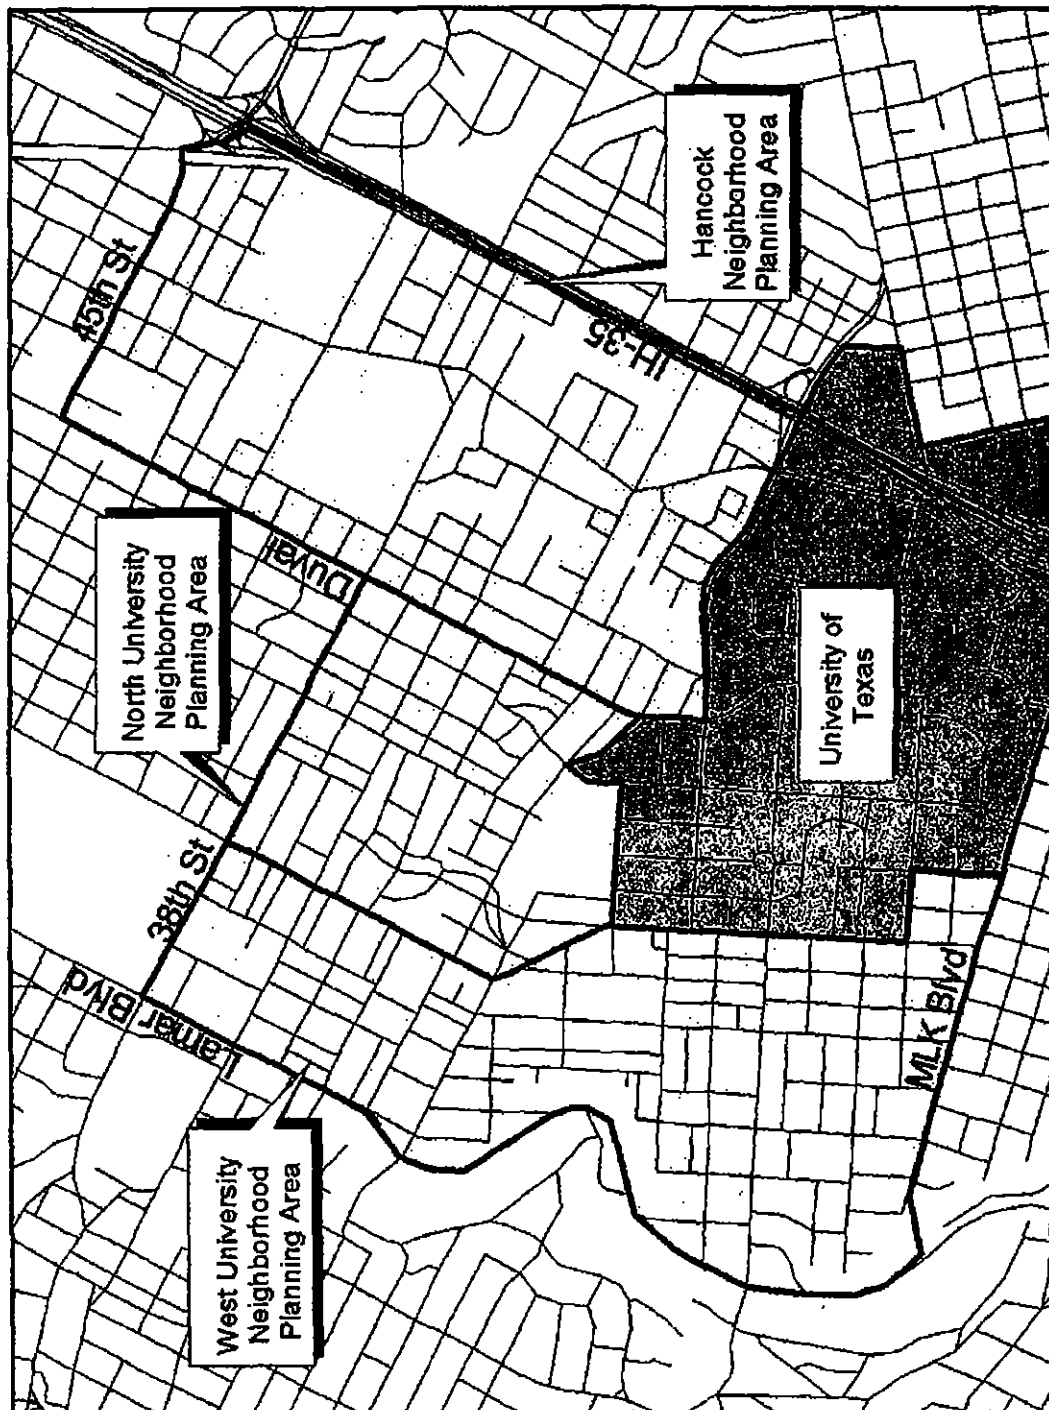 West University
Neighborhood
Planning Area
Lamar Blvd
38th St
North University
Neighborhood
Planning Area
Duval
45th St
IH-35
Hancock
Neighborhood
Planning Area
University of
Texas
MLK Blvd